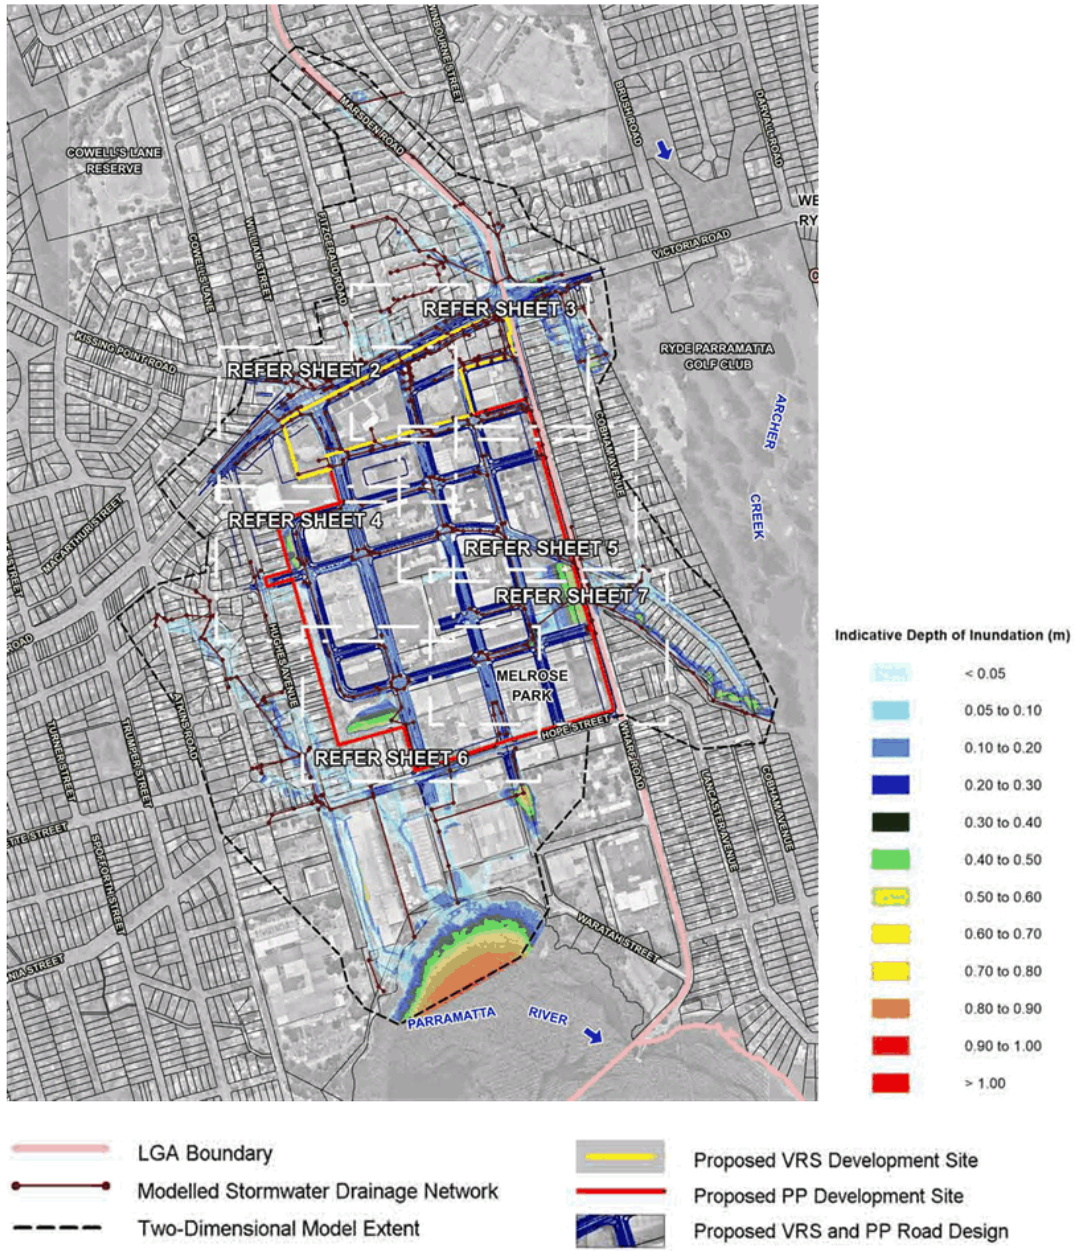 WINBOURNE STREET
MARSDEN ROAD
BRUSH ROAD
DARVALL ROAD
COWELL'S LANE
RESERVE
WE
RY
VICTORIA ROAD
FITZGERALD ROAD
WILLIAM STREET
COWELLS LANE
REFER SHEET 3
KISSING POINT ROAD
RYDE PARRAMATTA
GOLF CLUB
REFER SHEET 2
ARCHER
CREEK
COBHAM AVENUE
MACARTHUR STREET
REFER SHEET 4
REFER SHEET 5
REFER SHEET 7
STREET
ROAD
HUGHES AVENUE
MELROSE
PARK
HOPE STREET
ATKINS ROAD
TRUMPER STREET
TURNER STREET
REFER SHEET 6
WHARF ROAD
LANCASTER AVENUE
COBHAM AVENUE
STREET
SPOFFORTH STREET
WARATAH STREET
NIA STREET
PARRAMATTA
RIVER
Indicative Depth of Inundation (m)
< 0.05
0.05 to 0.10
0.10 to 0.20
0.20 to 0.30
0.30 to 0.40
0.40 to 0.50
0.50 to 0.60
0.60 to 0.70
0.70 to 0.80
0.80 to 0.90
0.90 to 1.00
> 1.00
LGA Boundary
Modelled Stormwater Drainage Network
Two-Dimensional Model Extent
Proposed VRS Development Site
Proposed PP Development Site
Proposed VRS and PP Road Design